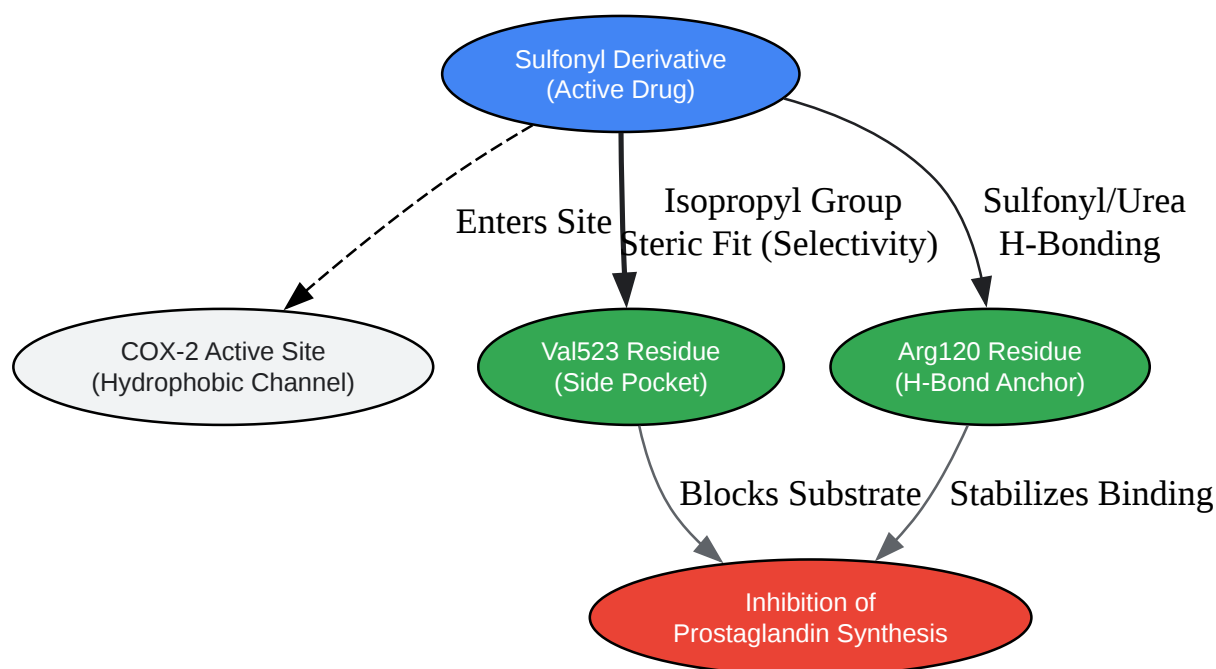 Sulfonyl Derivative
(Active Drug)
Enters Site
Isopropyl Group
Steric Fit (Selectivity)
Sulfonyl/Urea
H-Bonding
COX-2 Active Site
(Hydrophobic Channel)
Val523 Residue
(Side Pocket)
Arg120 Residue
(H-Bond Anchor)
Blocks Substrate
Stabilizes Binding
Inhibition of
Prostaglandin Synthesis